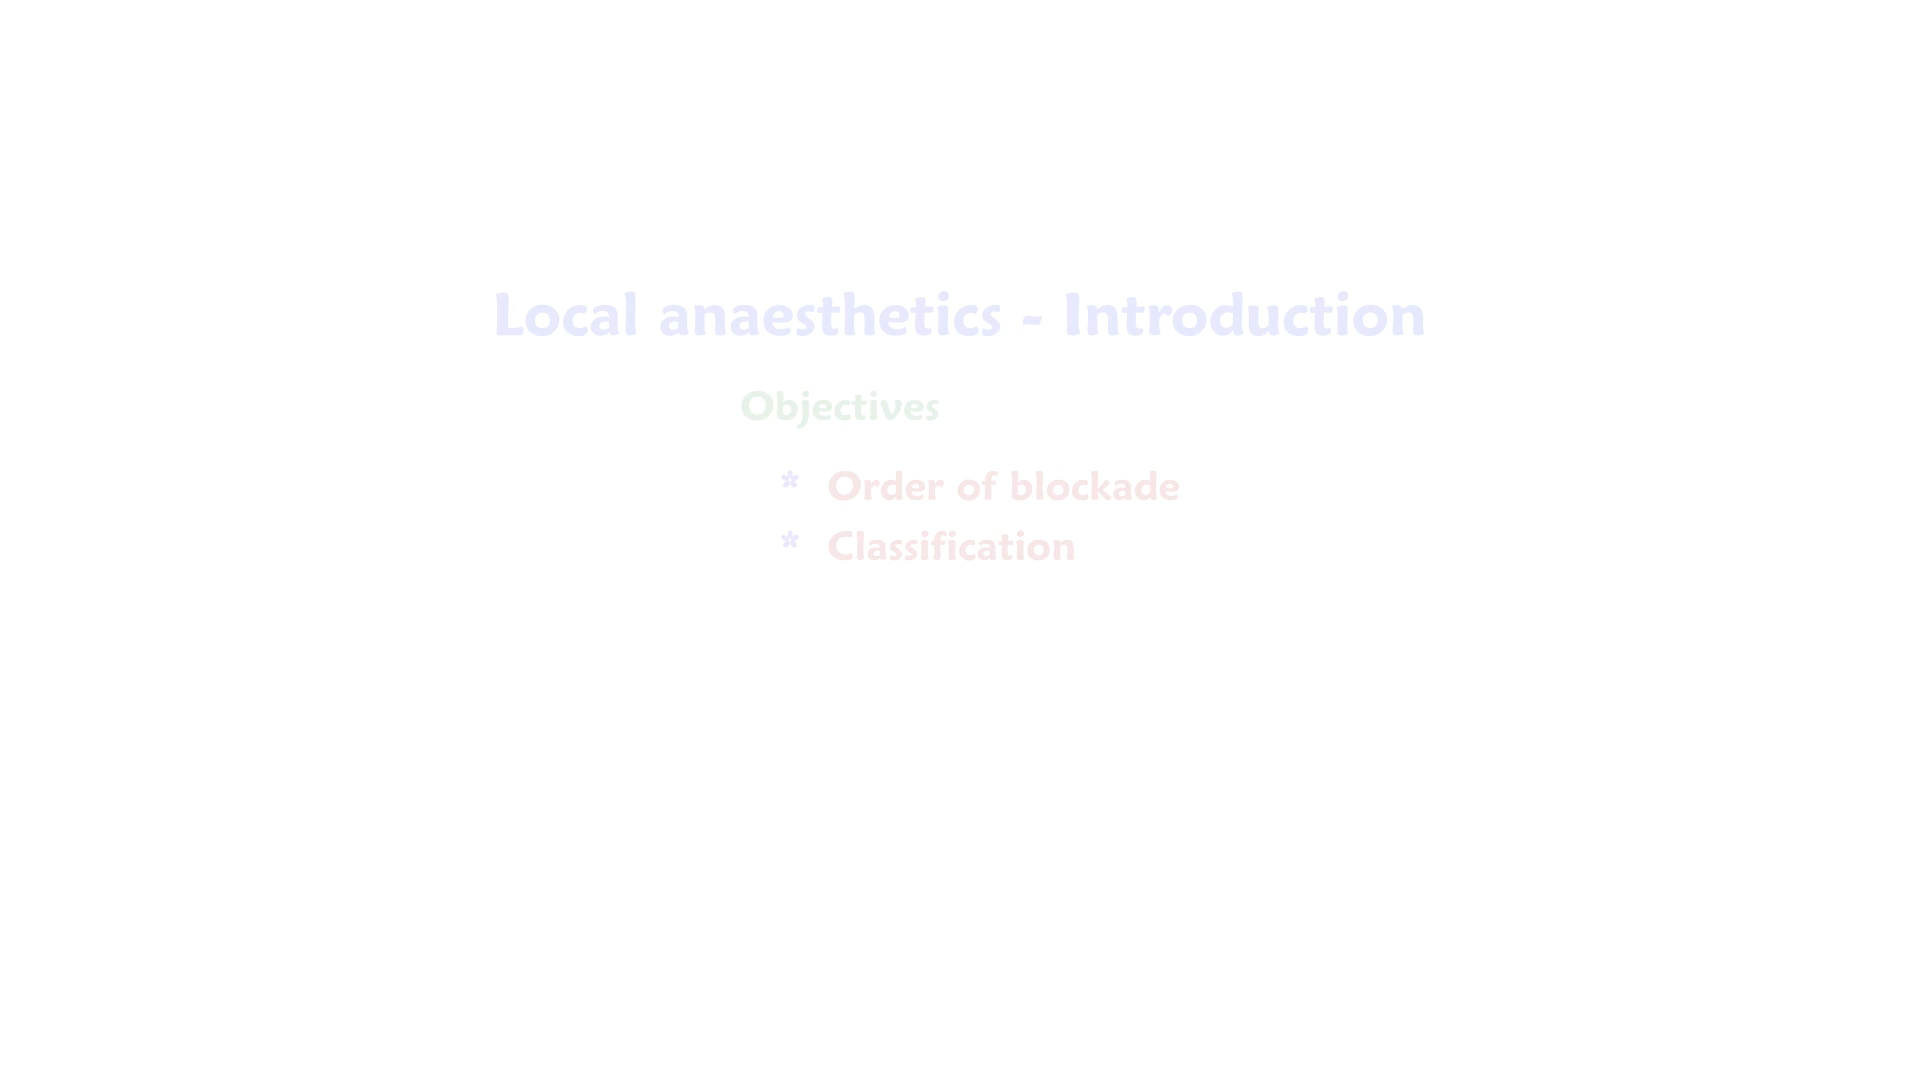 Local anaesthetics - Introduction
Objectives
* Order of blockade
* Classification